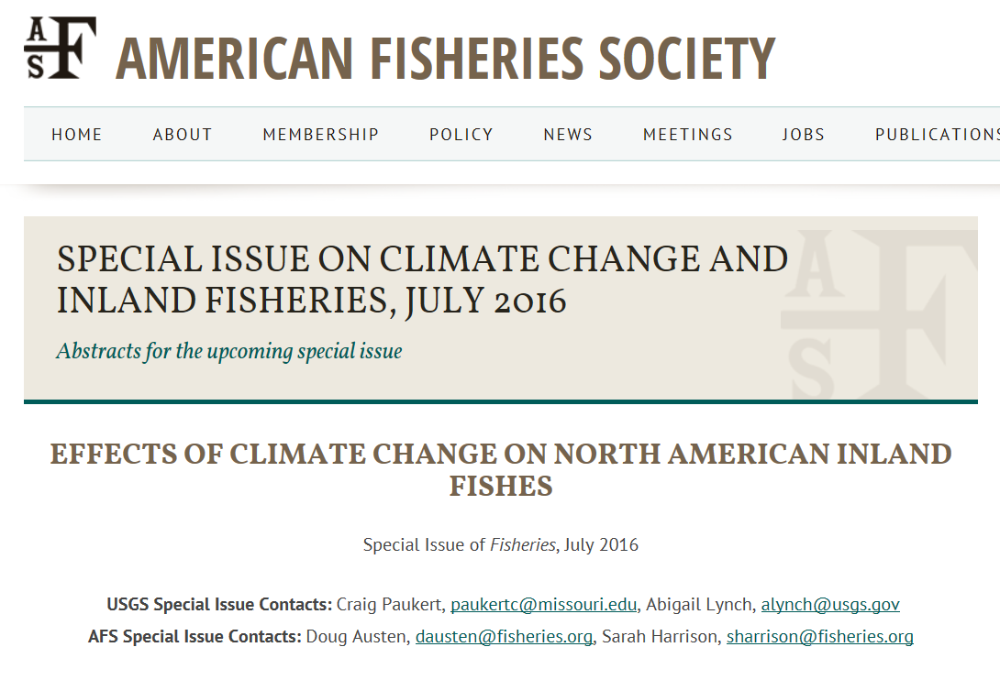 AFS
AMERICAN FISHERIES SOCIETY
HOME ABOUT MEMBERSHIP POLICY NEWS MEETINGS JOBS PUBLICATIONS
SPECIAL ISSUE ON CLIMATE CHANGE AND
INLAND FISHERIES, JULY 2016
Abstracts for the upcoming special issue
AFS
EFFECTS OF CLIMATE CHANGE ON NORTH AMERICAN INLAND
FISHES
Special Issue of Fisheries, July 2016
USGS Special Issue Contacts: Craig Paukert, paukertc@missouri.edu, Abigail Lynch, alynch@usgs.gov
AFS Special Issue Contacts: Doug Austen, dausten@fisheries.org, Sarah Harrison, sharrison@fisheries.org